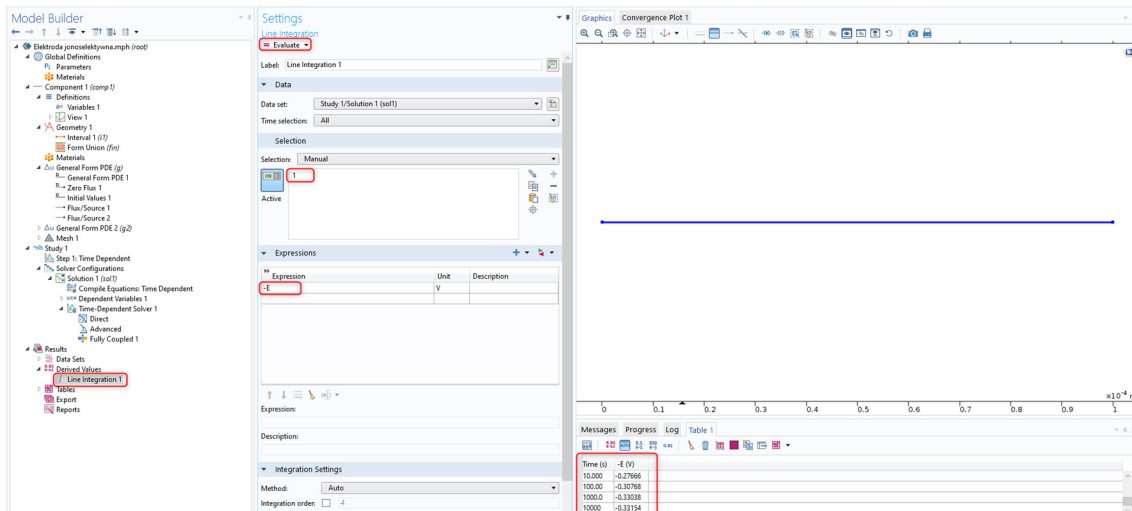 Model Builder
Elektroda jonoselektywna.mph (root)
Global Definitions
Pi Parameters
Materials
Component 1 (comp1)
Definitions
a= Variables 1
View 1
Geometry 1
Interval 1 (i1)
Form Union (fin)
Materials
Δu General Form PDE (g)
General Form PDE 1
Zero Flux 1
Initial Values 1
Flux/Source 1
Flux/Source 2
Δu General Form PDE 2 (g2)
Mesh 1
Study 1
Step 1: Time Dependent
Solver Configurations
Solution 1 (sol1)
Compile Equations: Time Dependent
Dependent Variables 1
Time-Dependent Solver 1
Direct
Advanced
Fully Coupled 1
Results
Data Sets
Derived Values
Line Integration 1
Tables
Export
Reports
Settings
Line Integration
= Evaluate
Label: Line Integration 1
Data
Data set: Study 1/Solution 1 (sol1)
Time selection: All
Selection
Selection: Manual
1
Active
Expressions
Expression Unit Description
-E V
Expression:
Description:
Integration Settings
Method: Auto
Integration order: 4
Graphics Convergence Plot 1
×10⁻⁴
0 0.1 0.2 0.3 0.4 0.5 0.6 0.7 0.8 0.9 1
Messages Progress Log Table 1
Time (s) -E (V)
10.000 -0.27666
100.00 -0.30768
1000.0 -0.33038
10000 -0.33154